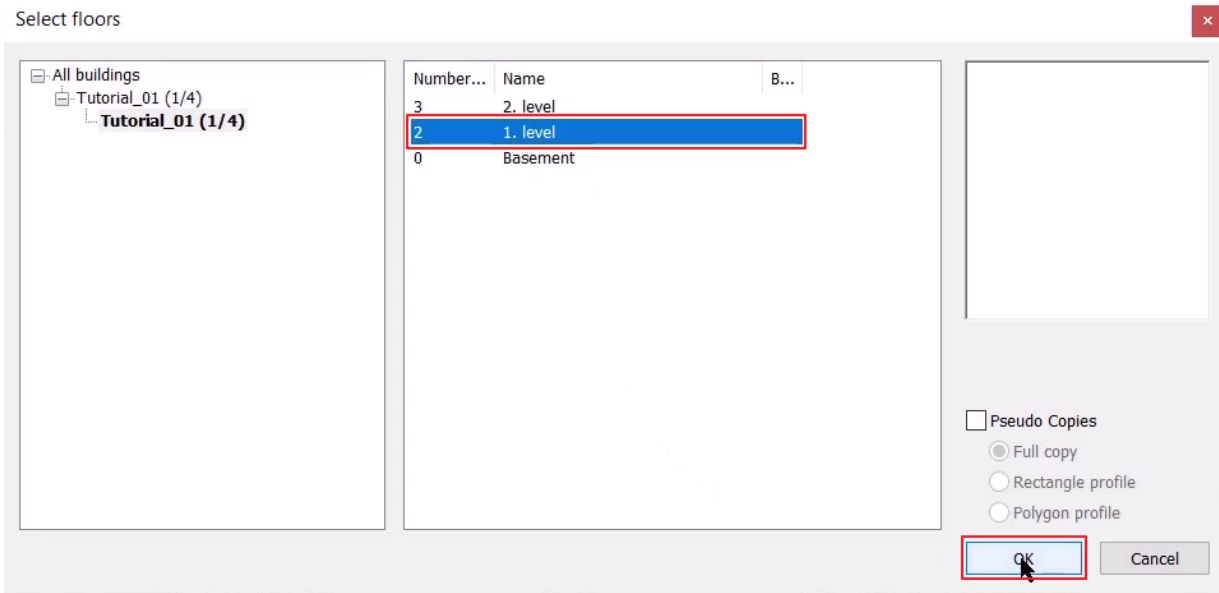 Select floors
All buildings
Tutorial_01 (1/4)
Tutorial_01 (1/4)
Number... Name B...
3 2. level
2 1. level
0 Basement
Pseudo Copies
Full copy
Rectangle profile
Polygon profile
OK Cancel